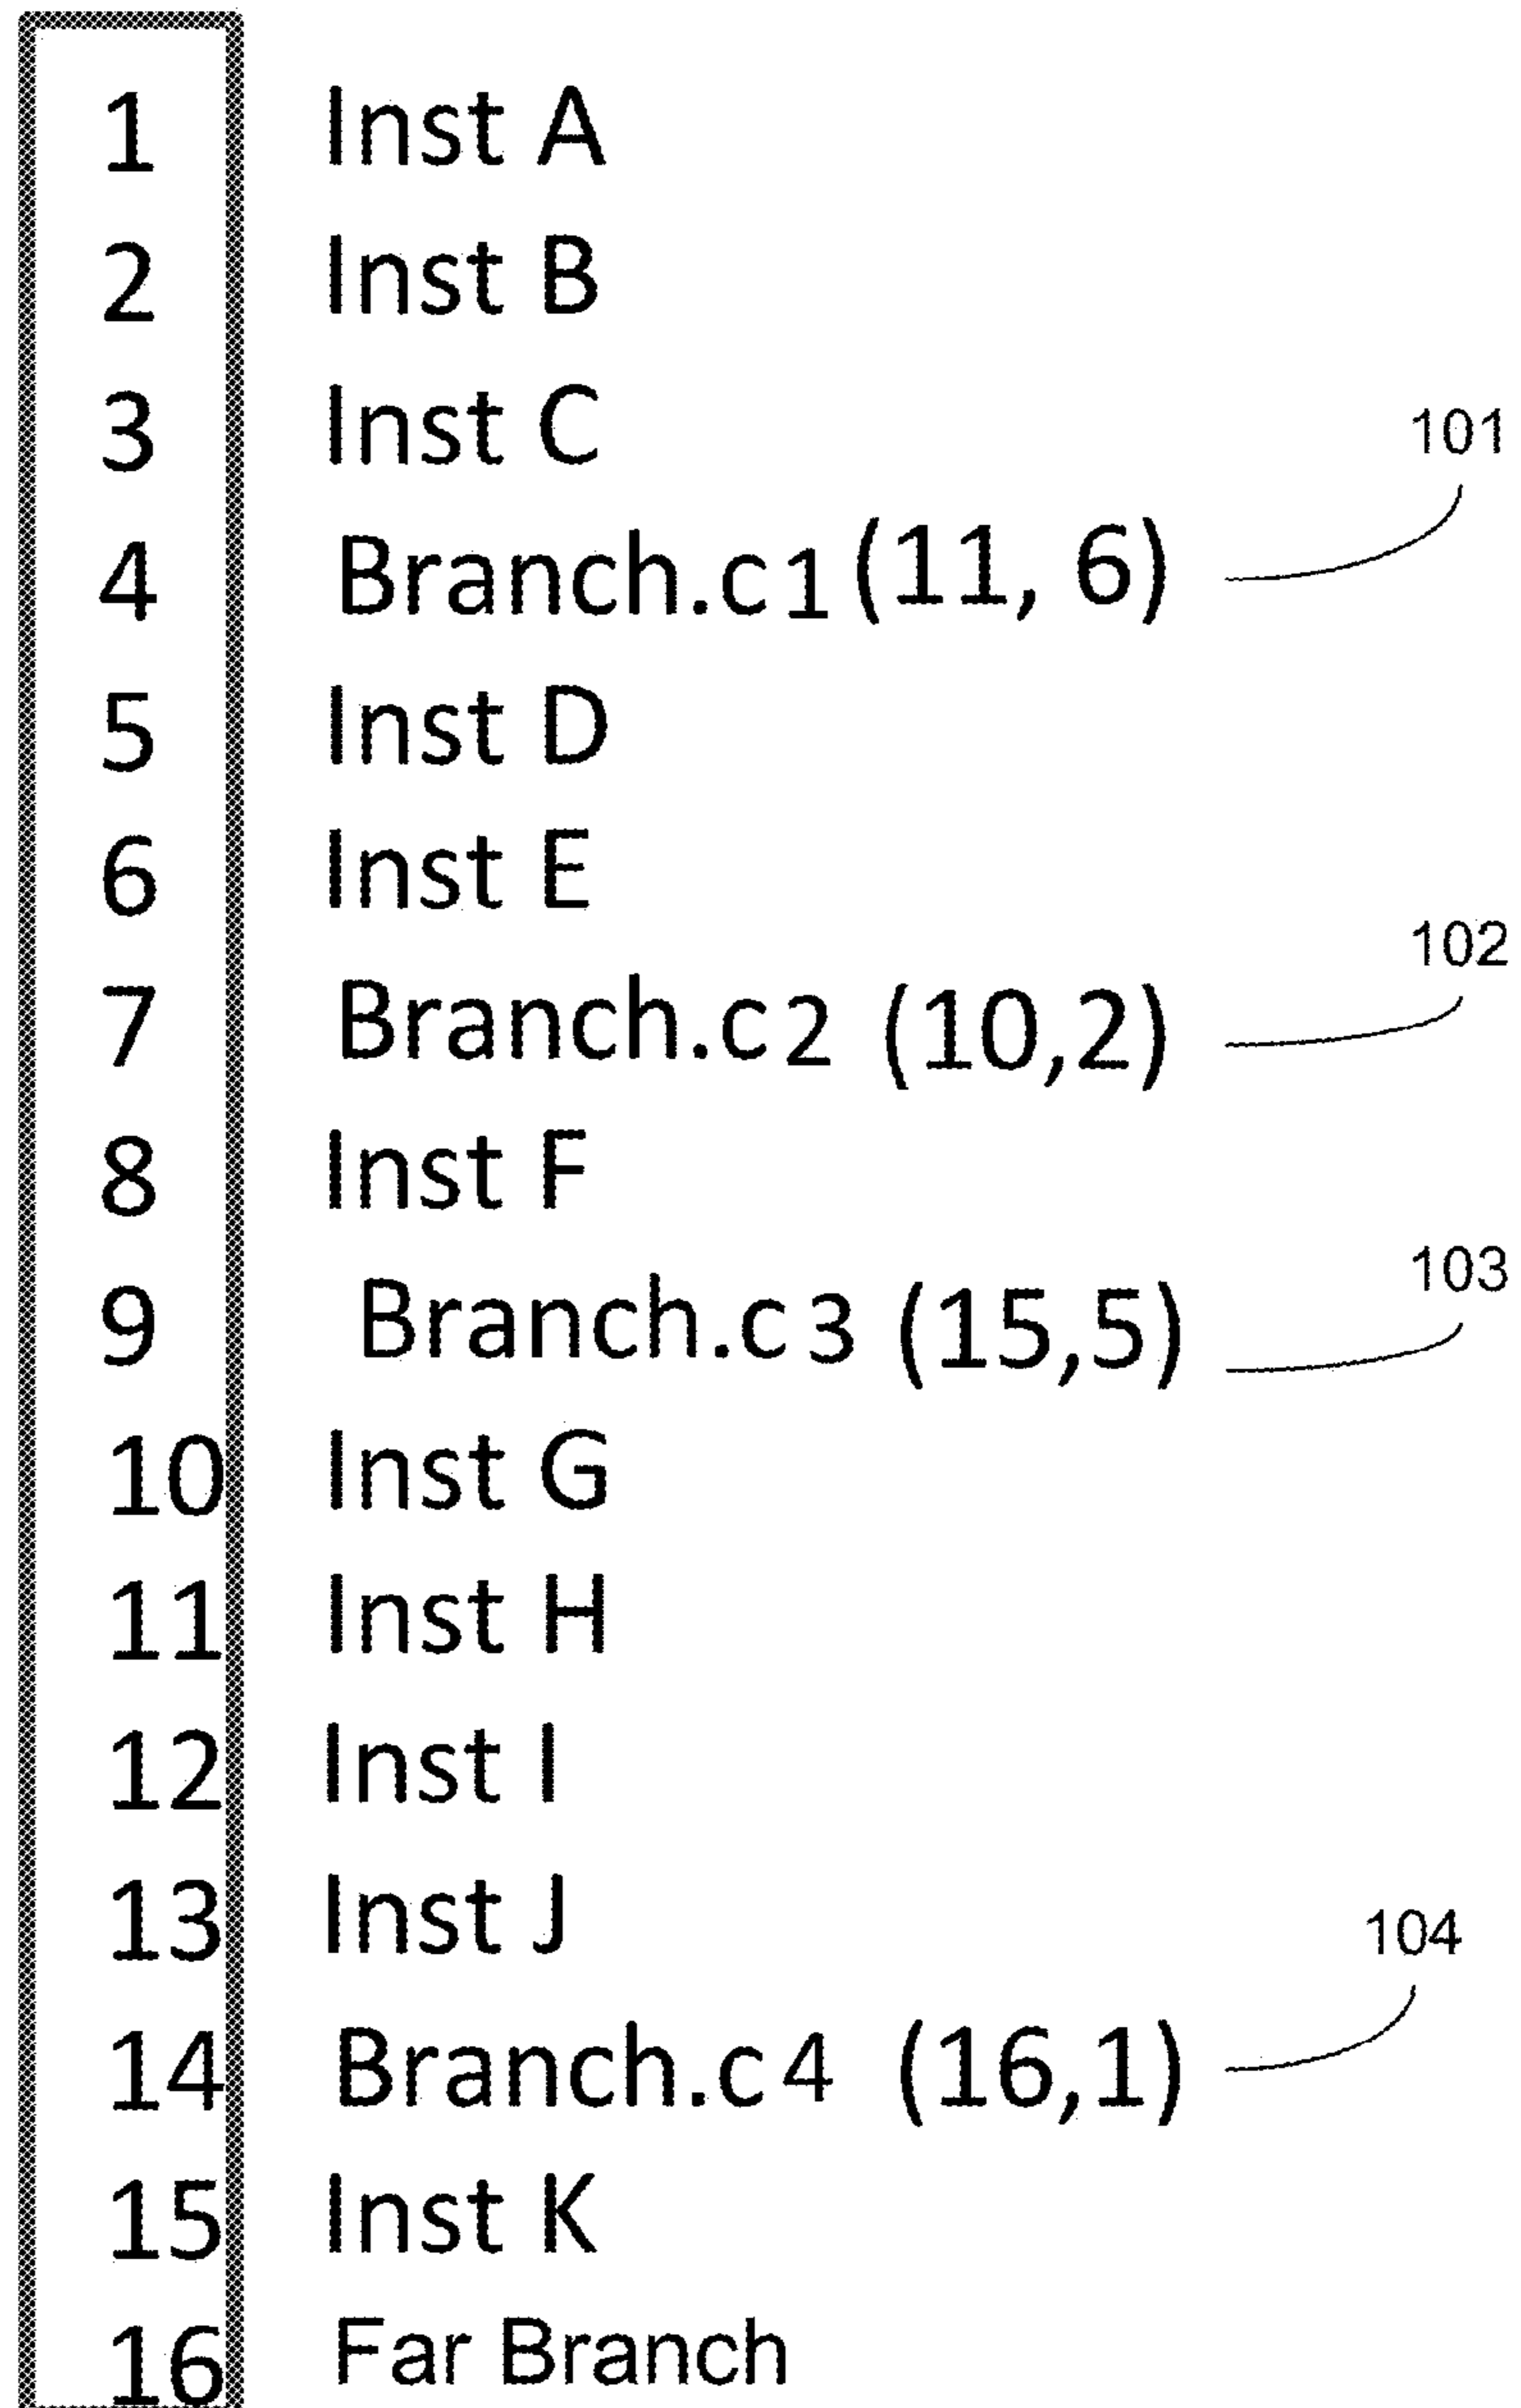 1 Inst A
2 Inst B
3 Inst C
101
4 Branch.c1 (11, 6)
5 Inst D
6 Inst E
102
7 Branch.c2 (10,2)
8 Inst F
103
9 Branch.c3 (15,5)
10 Inst G
11 Inst H
12 Inst I
13 Inst J
104
14 Branch.c4 (16,1)
15 Inst K
16 Far Branch